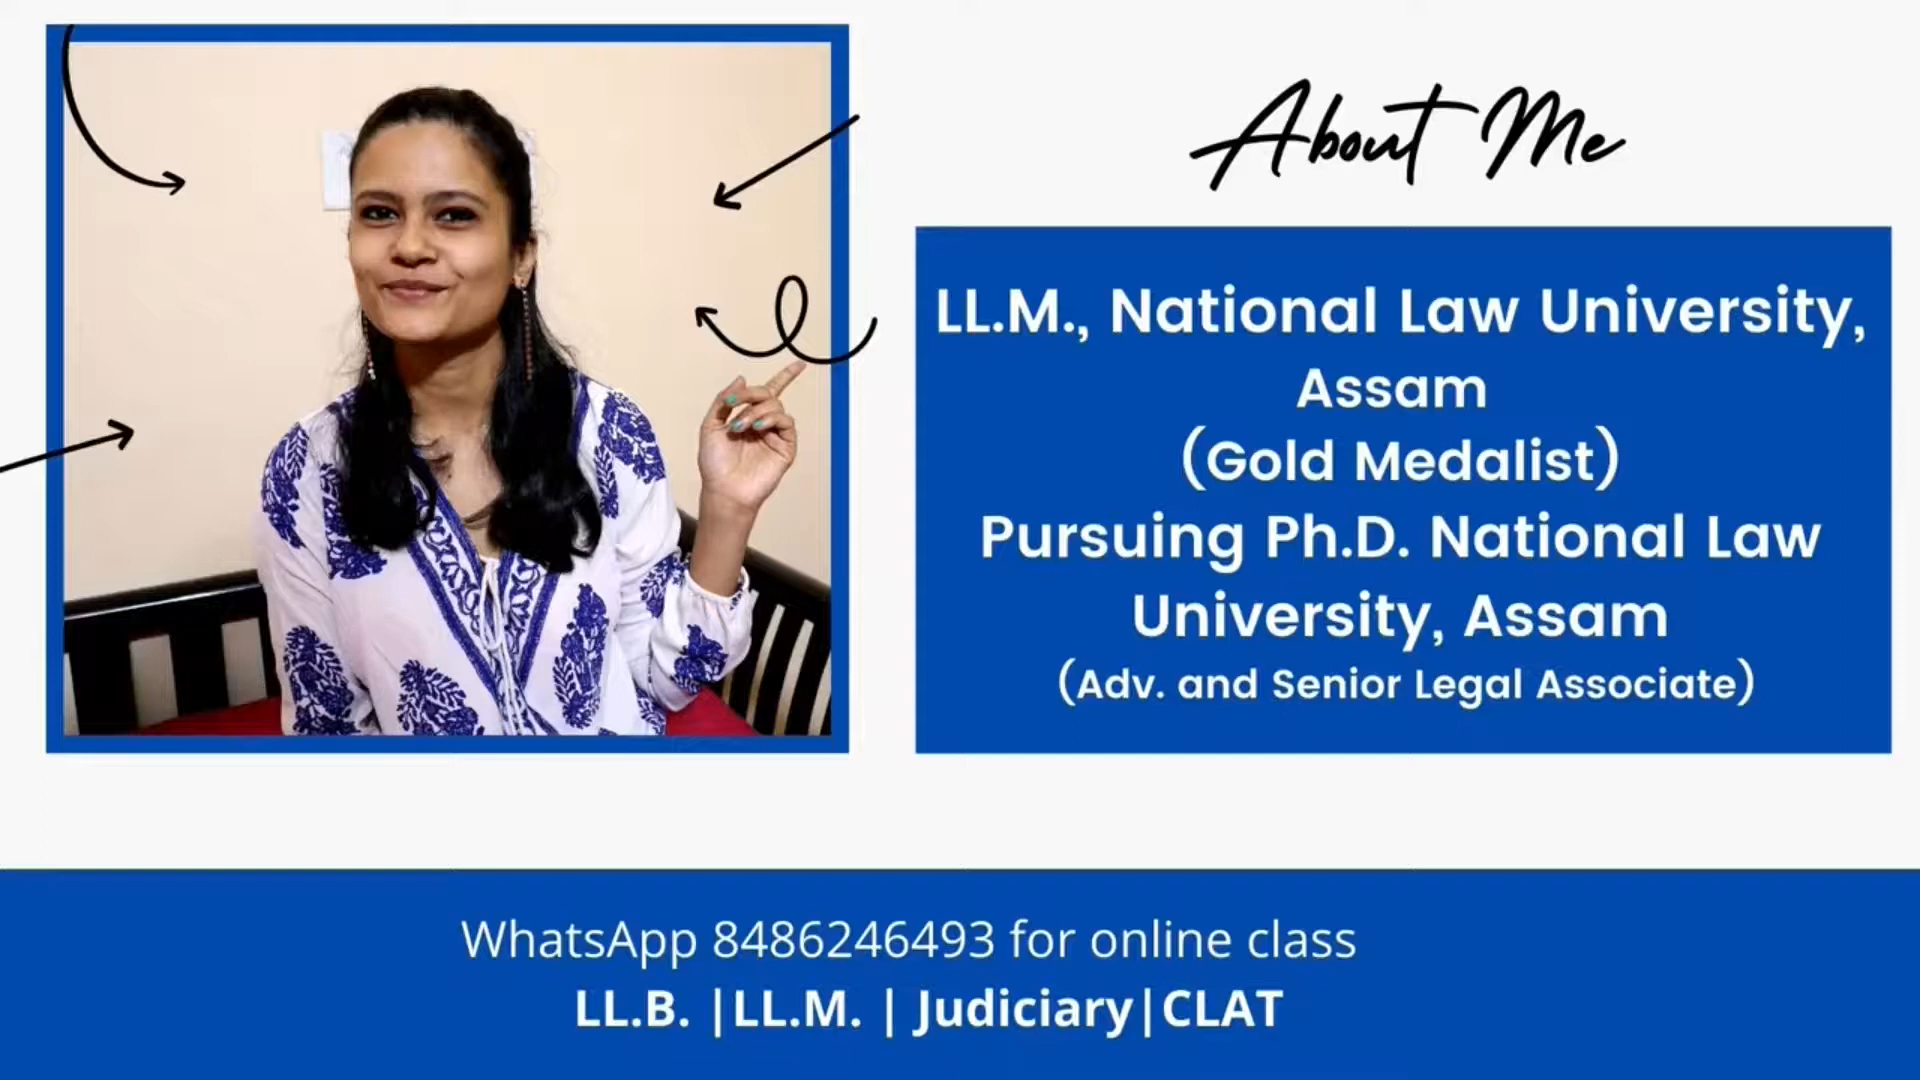 About Me
LL.M., National Law University,
Assam
(Gold Medalist)
Pursuing Ph.D. National Law
University, Assam
(Adv. and Senior Legal Associate)
WhatsApp 8486246493 for online class
LL.B. |LL.M. | Judiciary|CLAT